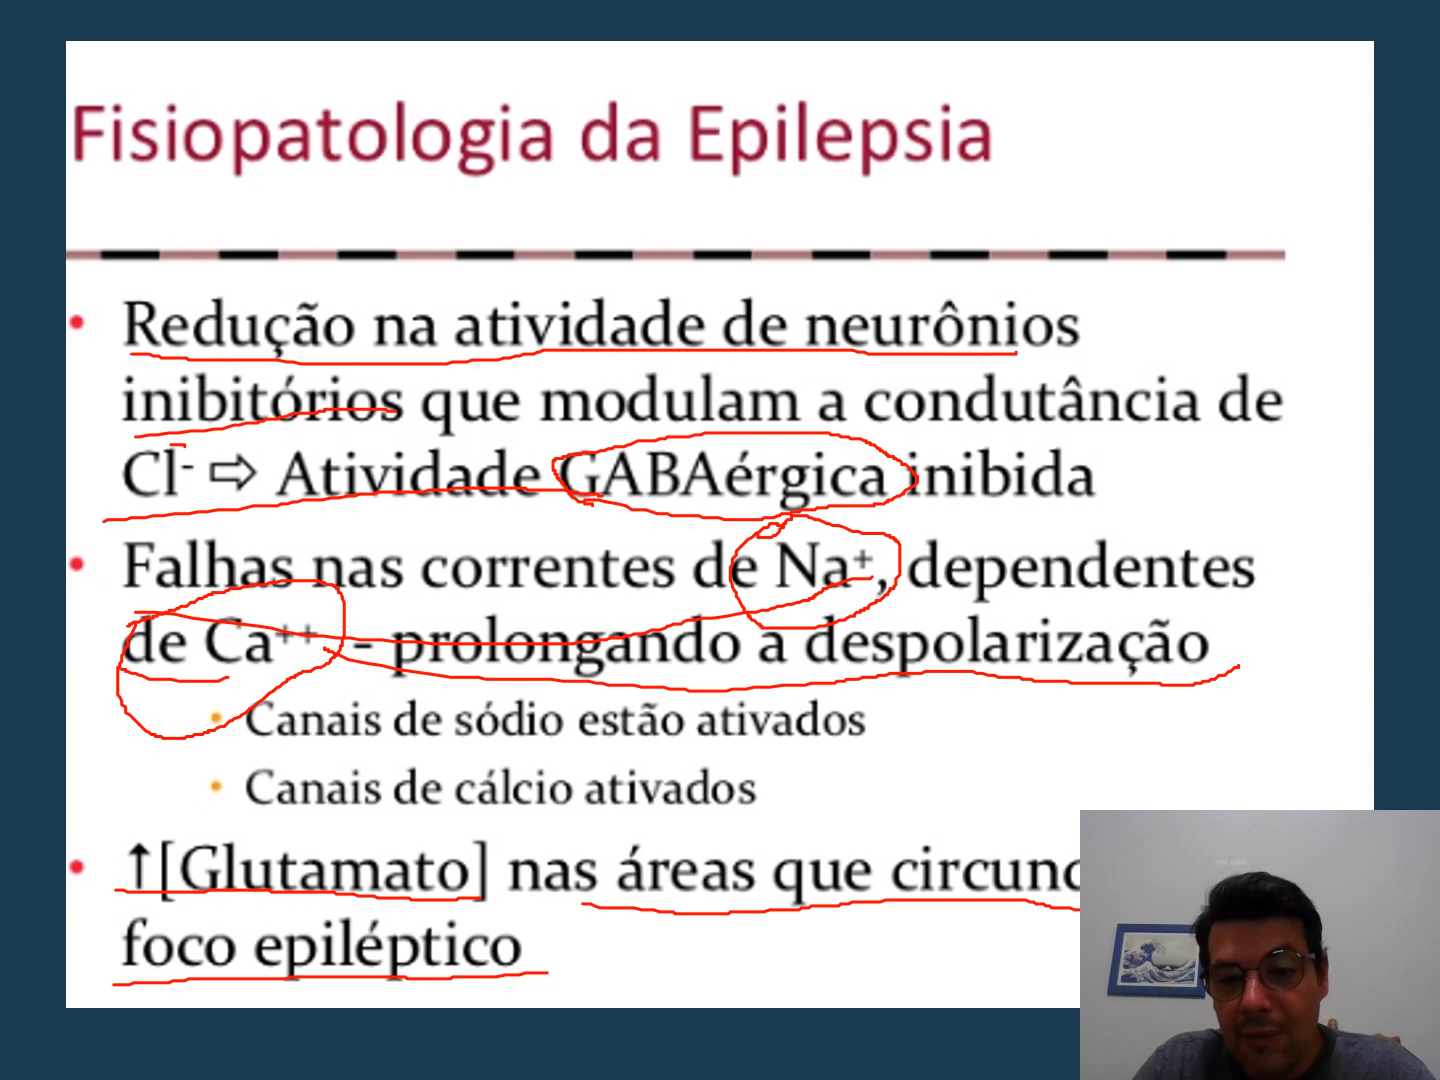 Fisiopatologia da Epilepsia
• Redução na atividade de neurônios
inibitórios que modulam a condutância de
Cl⁻ ⇨ Atividade GABAérgica inibida
• Falhas nas correntes de Na⁺, dependentes
de Ca⁺⁺ - prolongando a despolarização
• Canais de sódio estão ativados
• Canais de cálcio ativados
• ↑[Glutamato] nas áreas que
foco epiléptico